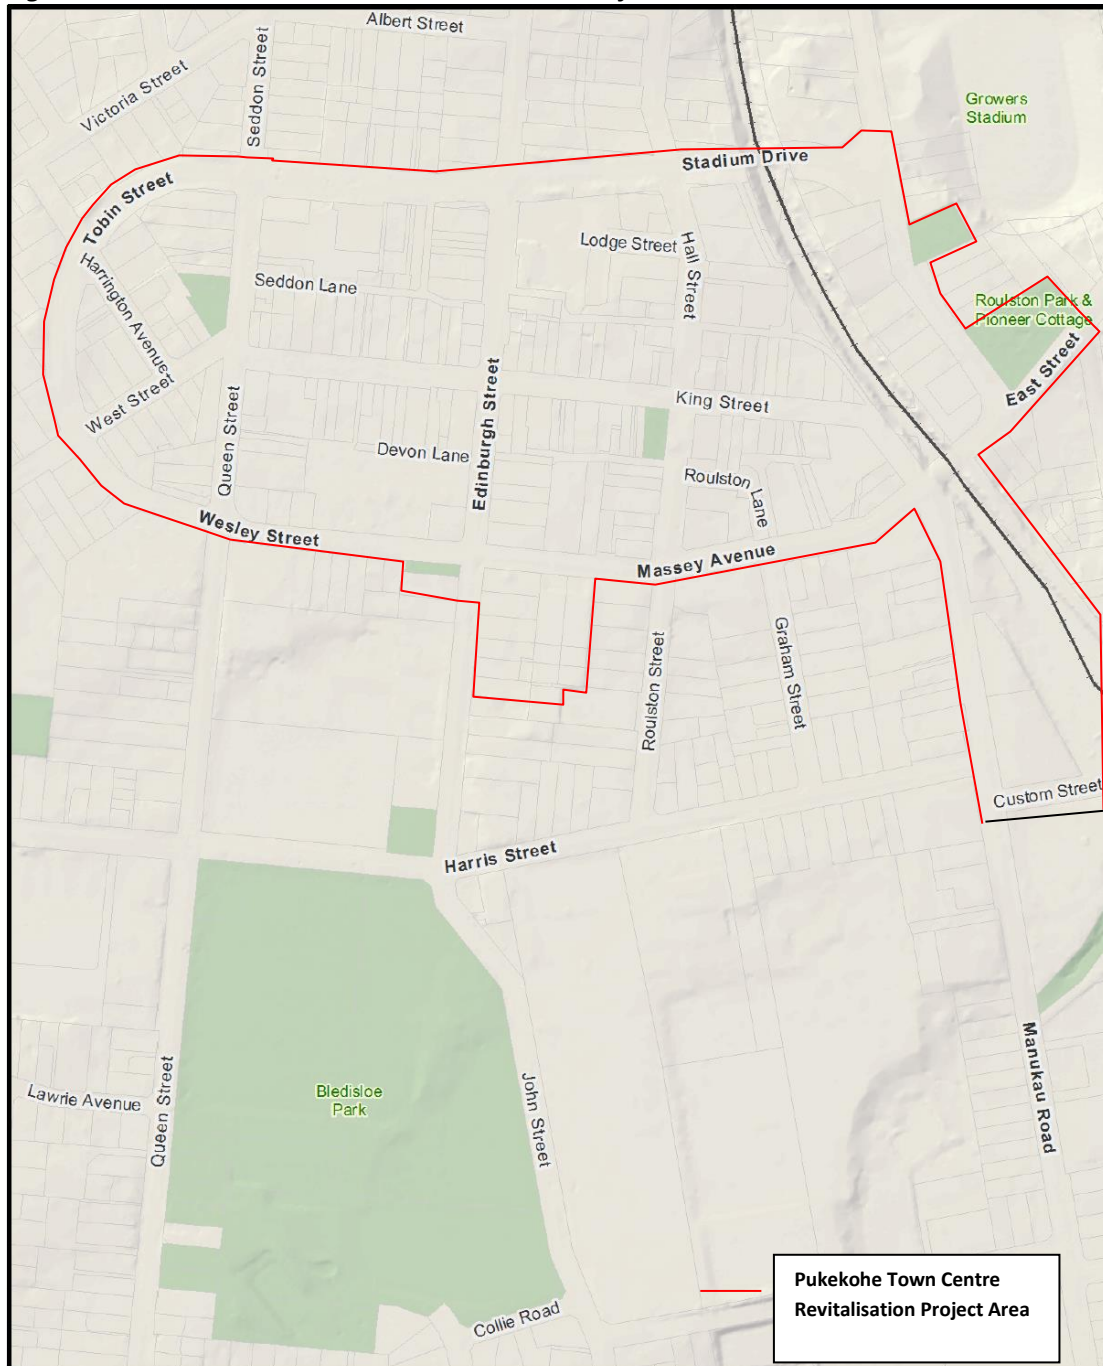 Albert Street
Seddon Street
Victoria Street
Growers
Stadium
Stadium Drive
Tobin Street
Lodge Street
Hall Street
Harrington Avenue
Seddon Lane
Roulston Park &
Pioneer Cottage
East Street
West Street
Queen Street
Edinburgh Street
King Street
Devon Lane
Roulston Lane
Wesley Street
Massey Avenue
Graham Street
Roulston Street
Custom Street
Harris Street
Manukau Road
Bledisloe
Park
John Street
Lawrie Avenue
Queen Street
Collie Road
Pukekohe Town Centre
Revitalisation Project Area